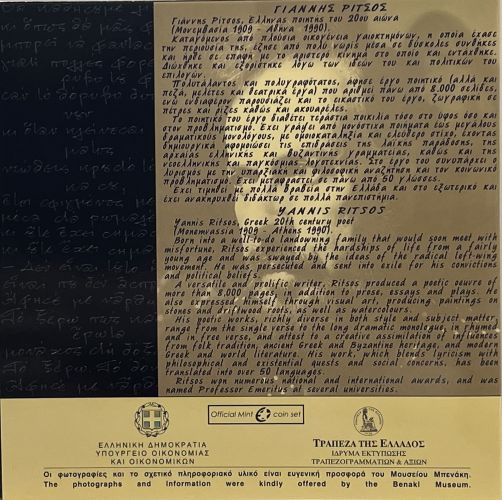 ΓΙΑΝΝΗΣ ΡΙΤΣΟΣ
Γιάννης Ρίτσος, Έλληνας ποιητής του 20ου αιώνα
(Μονεμβασία 1909 - Αθήνα 1990).
Καταγόμενος από πλούσια οικογένεια γαιοκτημόνων, η οποία έχασε
την περιουσία της, έζησε από πολύ νωρίς μέσα σε δύσκολες συνθήκες
και ήρθε σε επαφή με το αριστερό κίνημα στο οποίο και εντάχθηκε.
Διώχθηκε και εξορίστηκε λόγω των ιδεών του και πολιτικών του
επιλογών.
Πολυτάλαντος και πολυγραφότατος, άφησε έργο ποιητικό (αλλά και
πεζά, μελέτες και θεατρικά έργα) που αριθμεί πάνω από 8.000 σελίδες,
ενώ ενδιαφέρον παρουσιάζει και το εικαστικό του έργο, ζωγραφική σε
πέτρες και ρίζες καθώς και ακουαρέλες.
Το ποιητικό του έργο διαθέτει τεράστια ποικιλία τόσο στο ύφος όσο και
στον προβληματισμό. Έχει γράψει από μονόστιχα ποιήματα έως μεγάλους
δραματικούς μονολόγους, με ομοιοκαταληξία και ελεύθερο στίχο, έχοντας
δημιουργικά αφομοιώσει τις επιδράσεις της λαϊκής παράδοσης, της
αρχαίας ελληνικής και βυζαντινής γραμματείας, καθώς και της
νεοελληνικής και παγκόσμιας λογοτεχνίας. Στο έργο του συνυπάρχει ο
λυρισμός με την υπαρξιακή και φιλοσοφική αναζήτηση και τον κοινωνικό
προβληματισμό. Έχει μεταφραστεί σε πάνω από 50 γλώσσες.
Έχει τιμηθεί με πολλά βραβεία στην Ελλάδα και στο εξωτερικό και
έχει ανακηρυχθεί διδάκτωρ σε πολλά πανεπιστήμια.
YANNIS RITSOS
Yannis Ritsos, Greek 20th century poet
(Monemvassia 1909 - Athens 1990).
Born into a well-to-do landowning family that would soon meet with
misfortune, Ritsos experienced the hardships of life from a fairly
young age and was swayed by the ideas of the radical left-wing
movement. He was persecuted and sent into exile for his convictions
and political beliefs.
A versatile and prolific writer, Ritsos produced a poetic oeuvre of
more than 8.000 pages, in addition to prose, essays and plays. He
also expressed himself through visual art, producing paintings on
stones and driftwood roots, as well as watercolours.
His poetic works, richly diverse in both style and subject matter,
range from the single verse to the long dramatic monologue, in rhyme
and in free verse, and attest to a creative assimilation of influences
from folk tradition, ancient Greek and Byzantine heritage, and modern
Greek and world literature. His work, which blends lyricism with
philosophical and existential quests and social concerns, has been
translated into over 50 languages.
Ritsos won numerous national and international awards, and was
named Professor Emeritus at several universities.
ΕΛΛΗΝΙΚΗ ΔΗΜΟΚΡΑΤΙΑ
ΥΠΟΥΡΓΕΙΟ ΟΙΚΟΝΟΜΙΑΣ
ΚΑΙ ΟΙΚΟΝΟΜΙΚΩΝ
Official Mint coin set
ΤΡΑΠΕΖΑ ΤΗΣ ΕΛΛΑΔΟΣ
ΙΔΡΥΜΑ ΕΚΤΥΠΩΣΗΣ
ΤΡΑΠΕΖΟΓΡΑΜΜΑΤΙΩΝ & ΑΞΙΩΝ
Οι φωτογραφίες και το σχετικό πληροφοριακό υλικό είναι ευγενική προσφορά του Μουσείου Μπενάκη.
The photographs and information were kindly offered by the Benaki Museum.